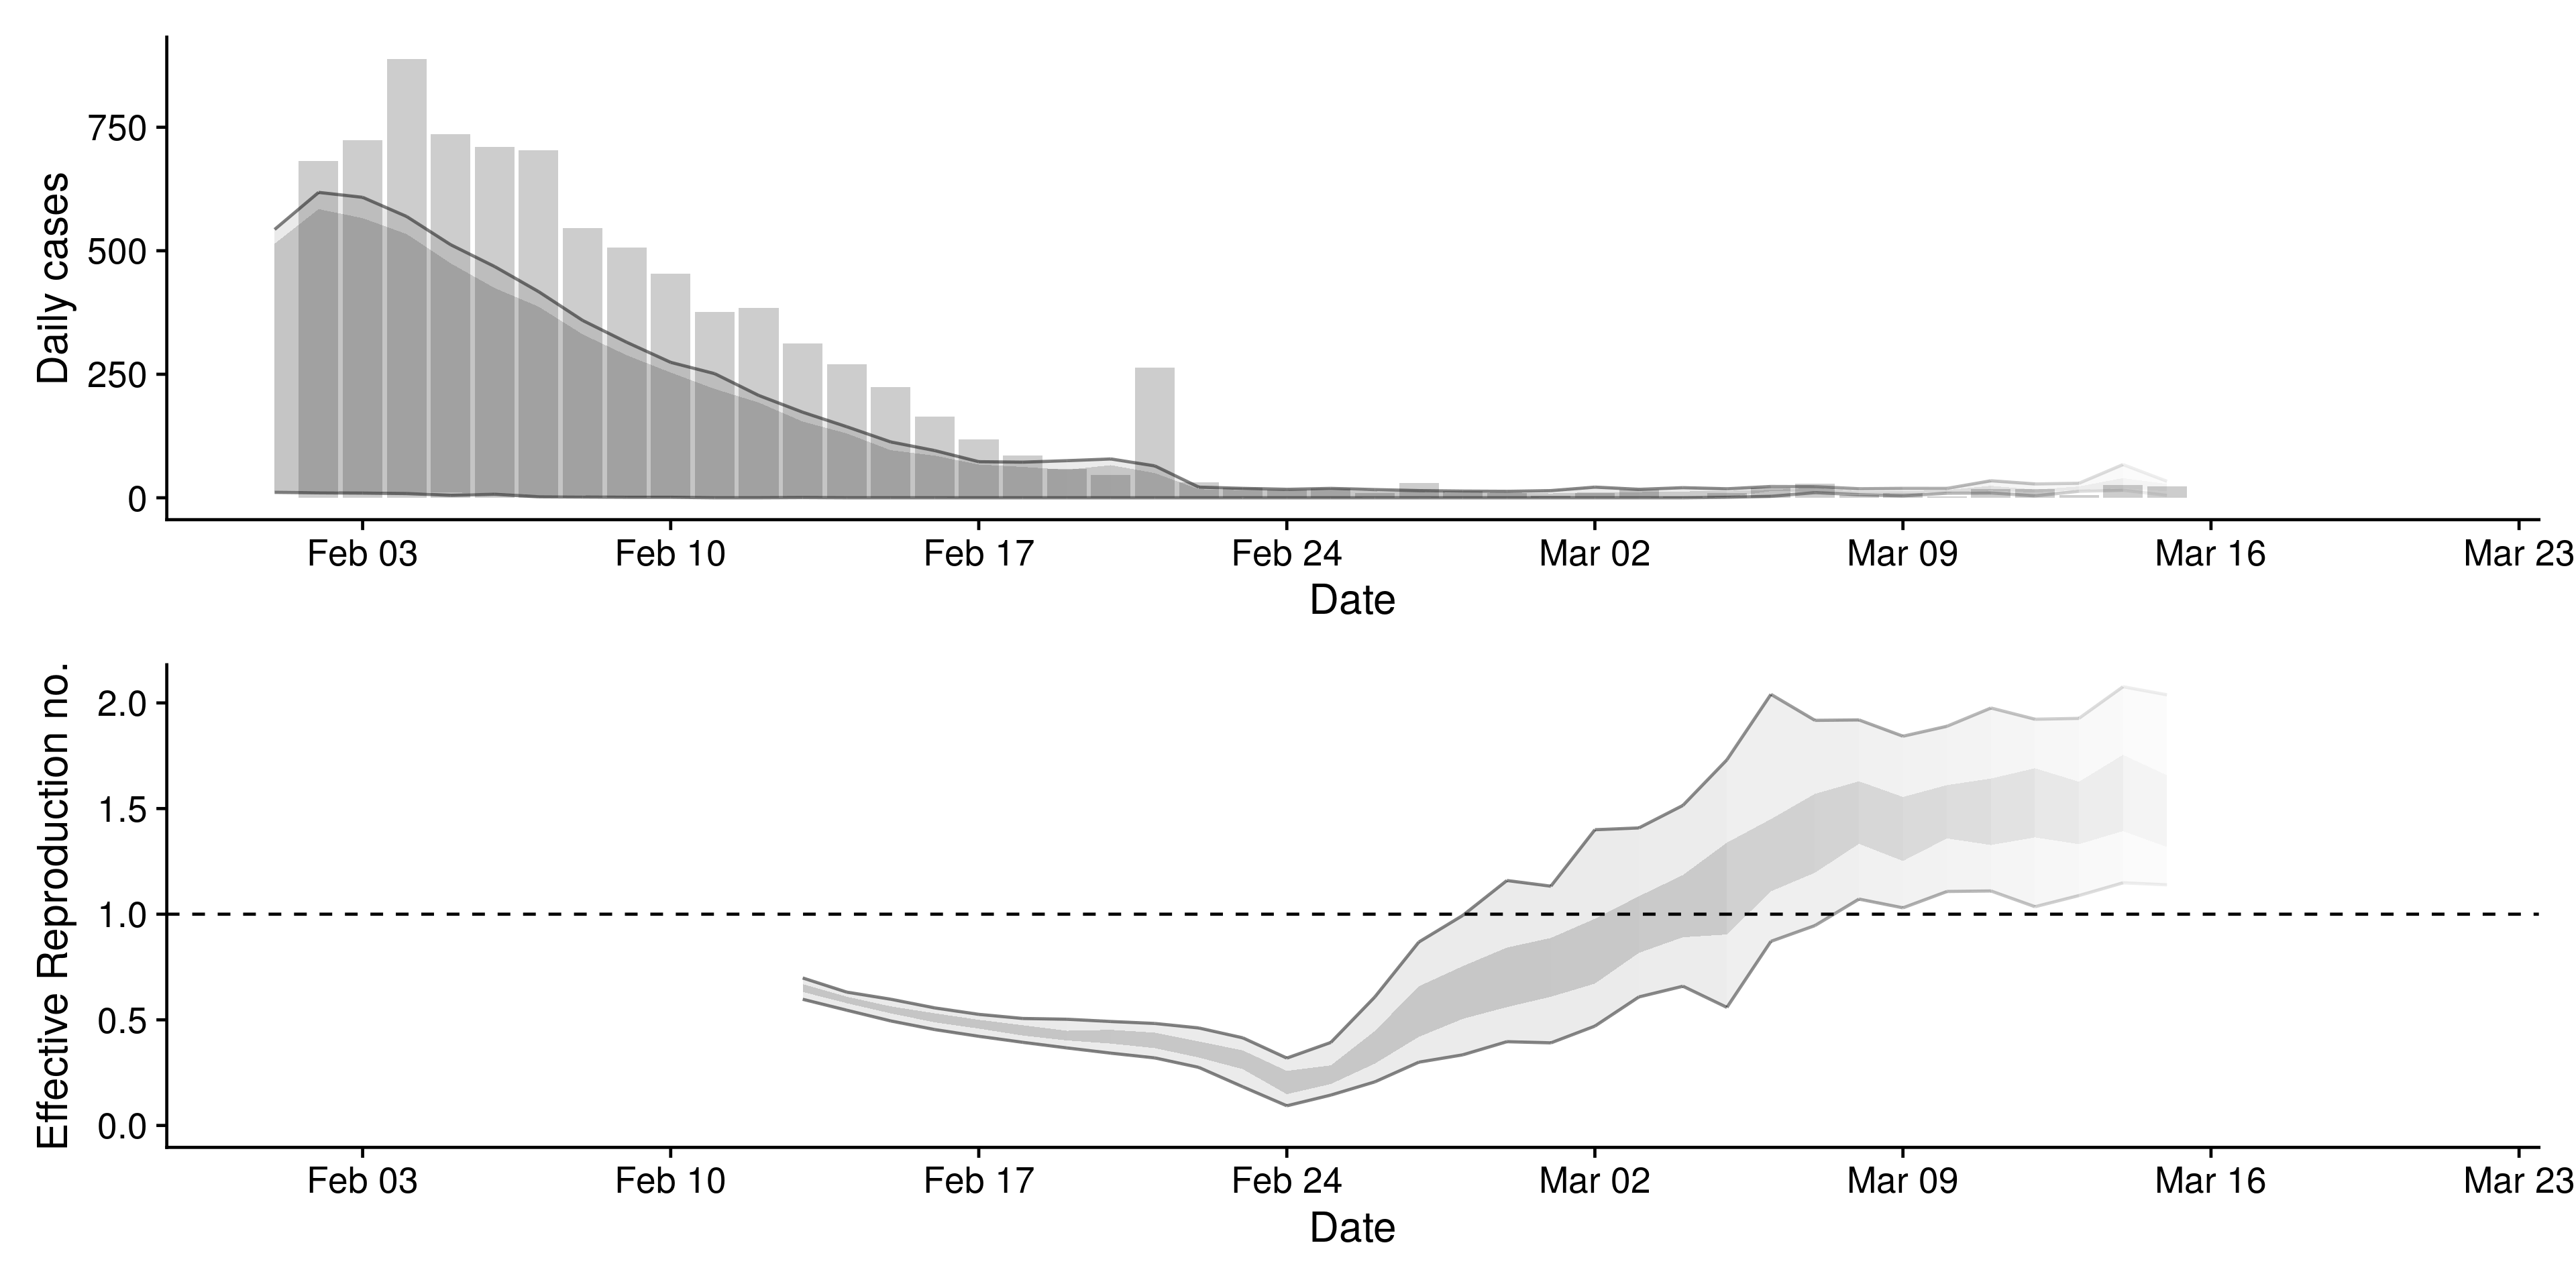 Daily cases
750
500
250
0
Feb 03 Feb 10 Feb 17 Feb 24 Mar 02 Mar 09 Mar 16 Mar 23
Date
Effective Reproduction no.
2.0
1.5
1.0
0.5
0.0
Feb 03 Feb 10 Feb 17 Feb 24 Mar 02 Mar 09 Mar 16 Mar 23
Date